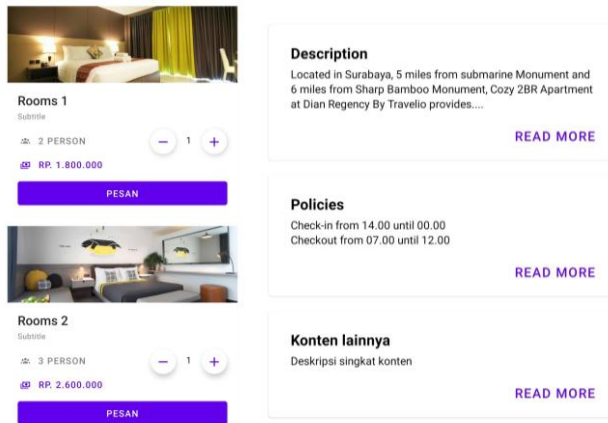 Rooms 1
Subtitle
2 PERSON
1
RP. 1.800.000
PESAN
Rooms 2
Subtitle
3 PERSON
1
RP. 2.600.000
PESAN
Description
Located in Surabaya, 5 miles from submarine Monument and
6 miles from Sharp Bamboo Monument, Cozy 2BR Apartment
at Dian Regency By Travelio provides....
READ MORE
Policies
Check-in from 14.00 until 00.00
Checkout from 07.00 until 12.00
READ MORE
Konten lainnya
Deskripsi singkat konten
READ MORE